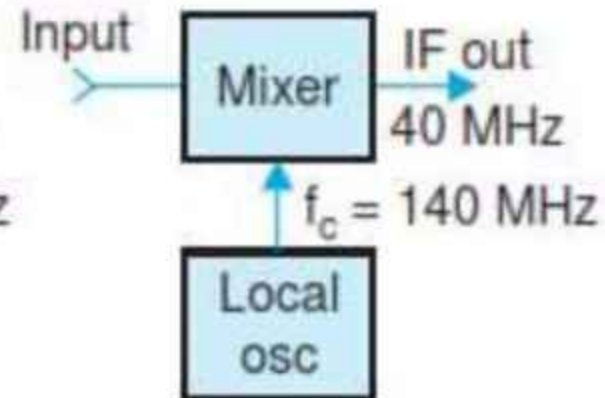 Input
IF out
Mixer
40 MHz
z
f_c = 140 MHz
Local
osc